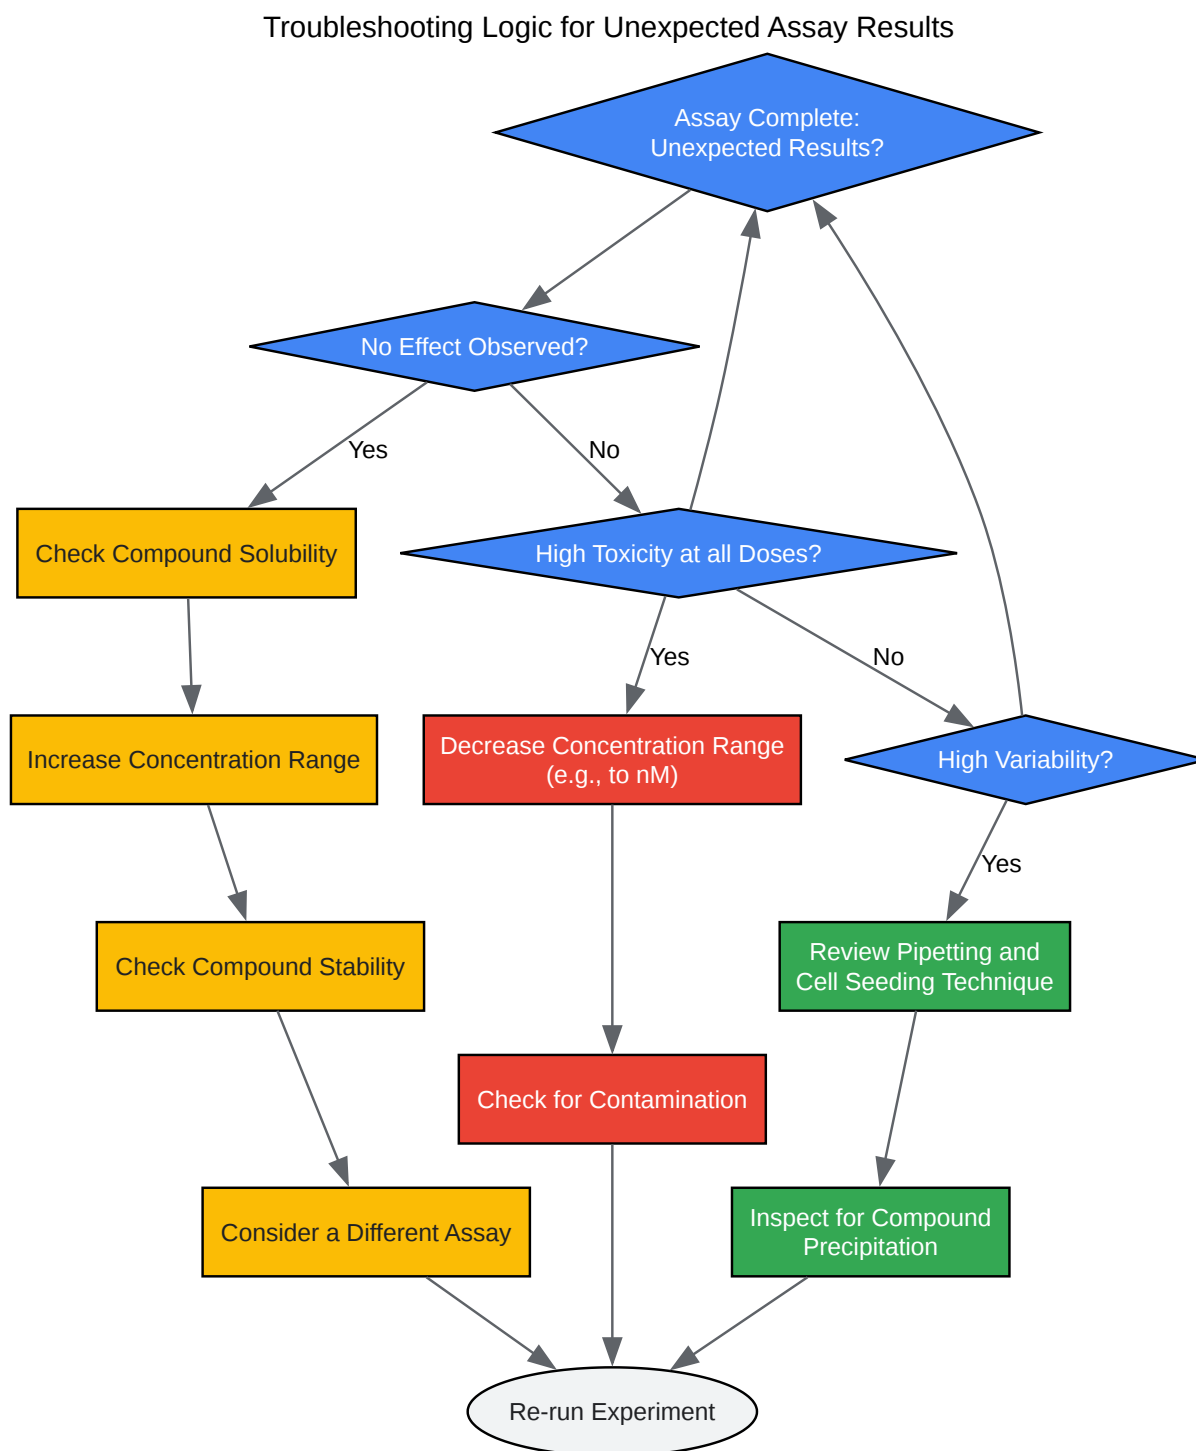 Troubleshooting Logic for Unexpected Assay Results
Assay Complete:
Unexpected Results?
No Effect Observed?
Yes
No
Check Compound Solubility
High Toxicity at all Doses?
Yes
No
Increase Concentration Range
Decrease Concentration Range
(e.g., to nM)
High Variability?
Yes
Check Compound Stability
Review Pipetting and
Cell Seeding Technique
Check for Contamination
Consider a Different Assay
Inspect for Compound
Precipitation
Re-run Experiment